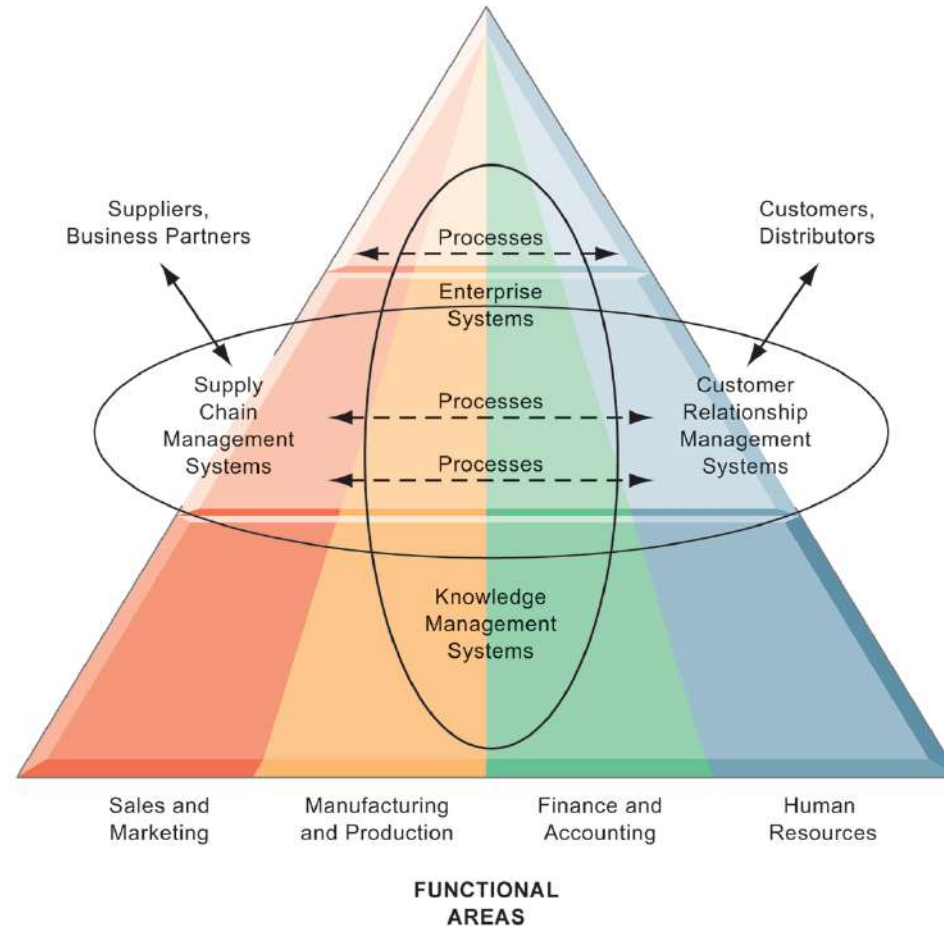 Suppliers,
Business Partners
Customers,
Distributors
Processes
Enterprise
Systems
Supply
Chain
Management
Systems
Processes
Processes
Customer
Relationship
Management
Systems
Knowledge
Management
Systems
Sales and
Marketing
Manufacturing
and Production
Finance and
Accounting
Human
Resources
FUNCTIONAL
AREAS